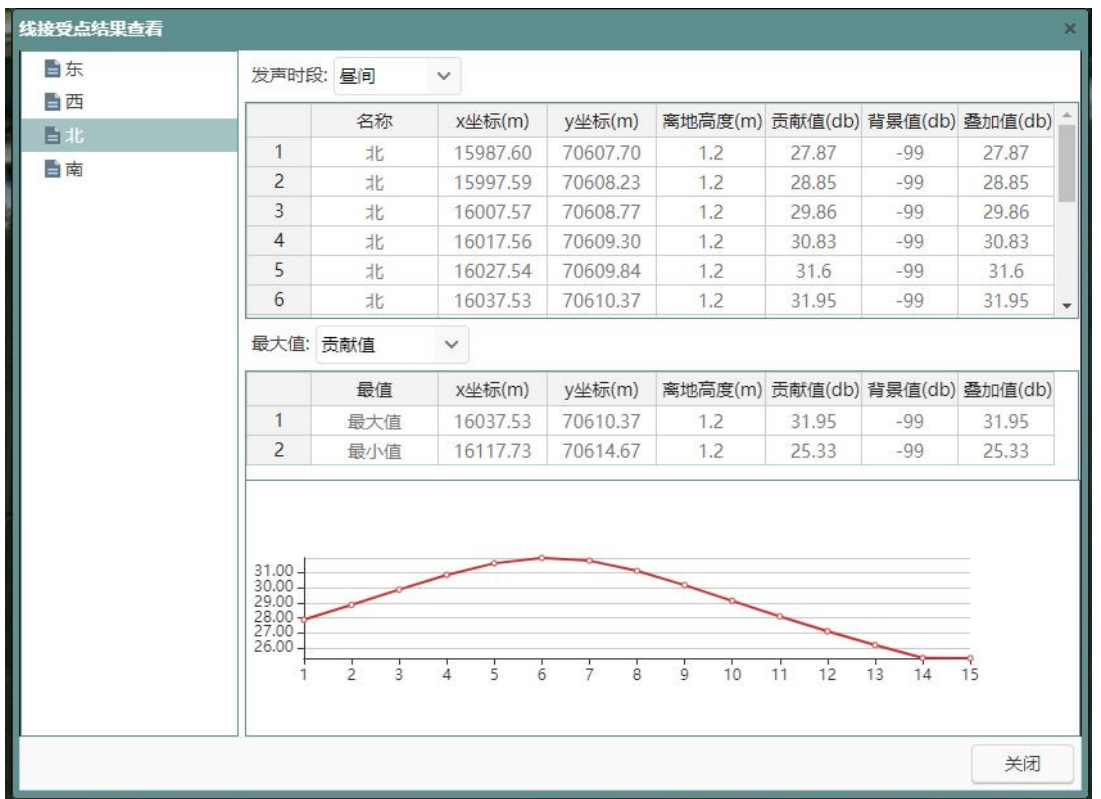 线接受点结果查看 ×
东
西
北
南
发声时段: 昼间
名称 x坐标(m) y坐标(m) 离地高度(m) 贡献值(db) 背景值(db) 叠加值(db)
1 北 15987.60 70607.70 1.2 27.87 -99 27.87
2 北 15997.59 70608.23 1.2 28.85 -99 28.85
3 北 16007.57 70608.77 1.2 29.86 -99 29.86
4 北 16017.56 70609.30 1.2 30.83 -99 30.83
5 北 16027.54 70609.84 1.2 31.6 -99 31.6
6 北 16037.53 70610.37 1.2 31.95 -99 31.95
最大值: 贡献值
最值 x坐标(m) y坐标(m) 离地高度(m) 贡献值(db) 背景值(db) 叠加值(db)
1 最大值 16037.53 70610.37 1.2 31.95 -99 31.95
2 最小值 16117.73 70614.67 1.2 25.33 -99 25.33
31.00
30.00
29.00
28.00
27.00
26.00
1 2 3 4 5 6 7 8 9 10 11 12 13 14 15
关闭